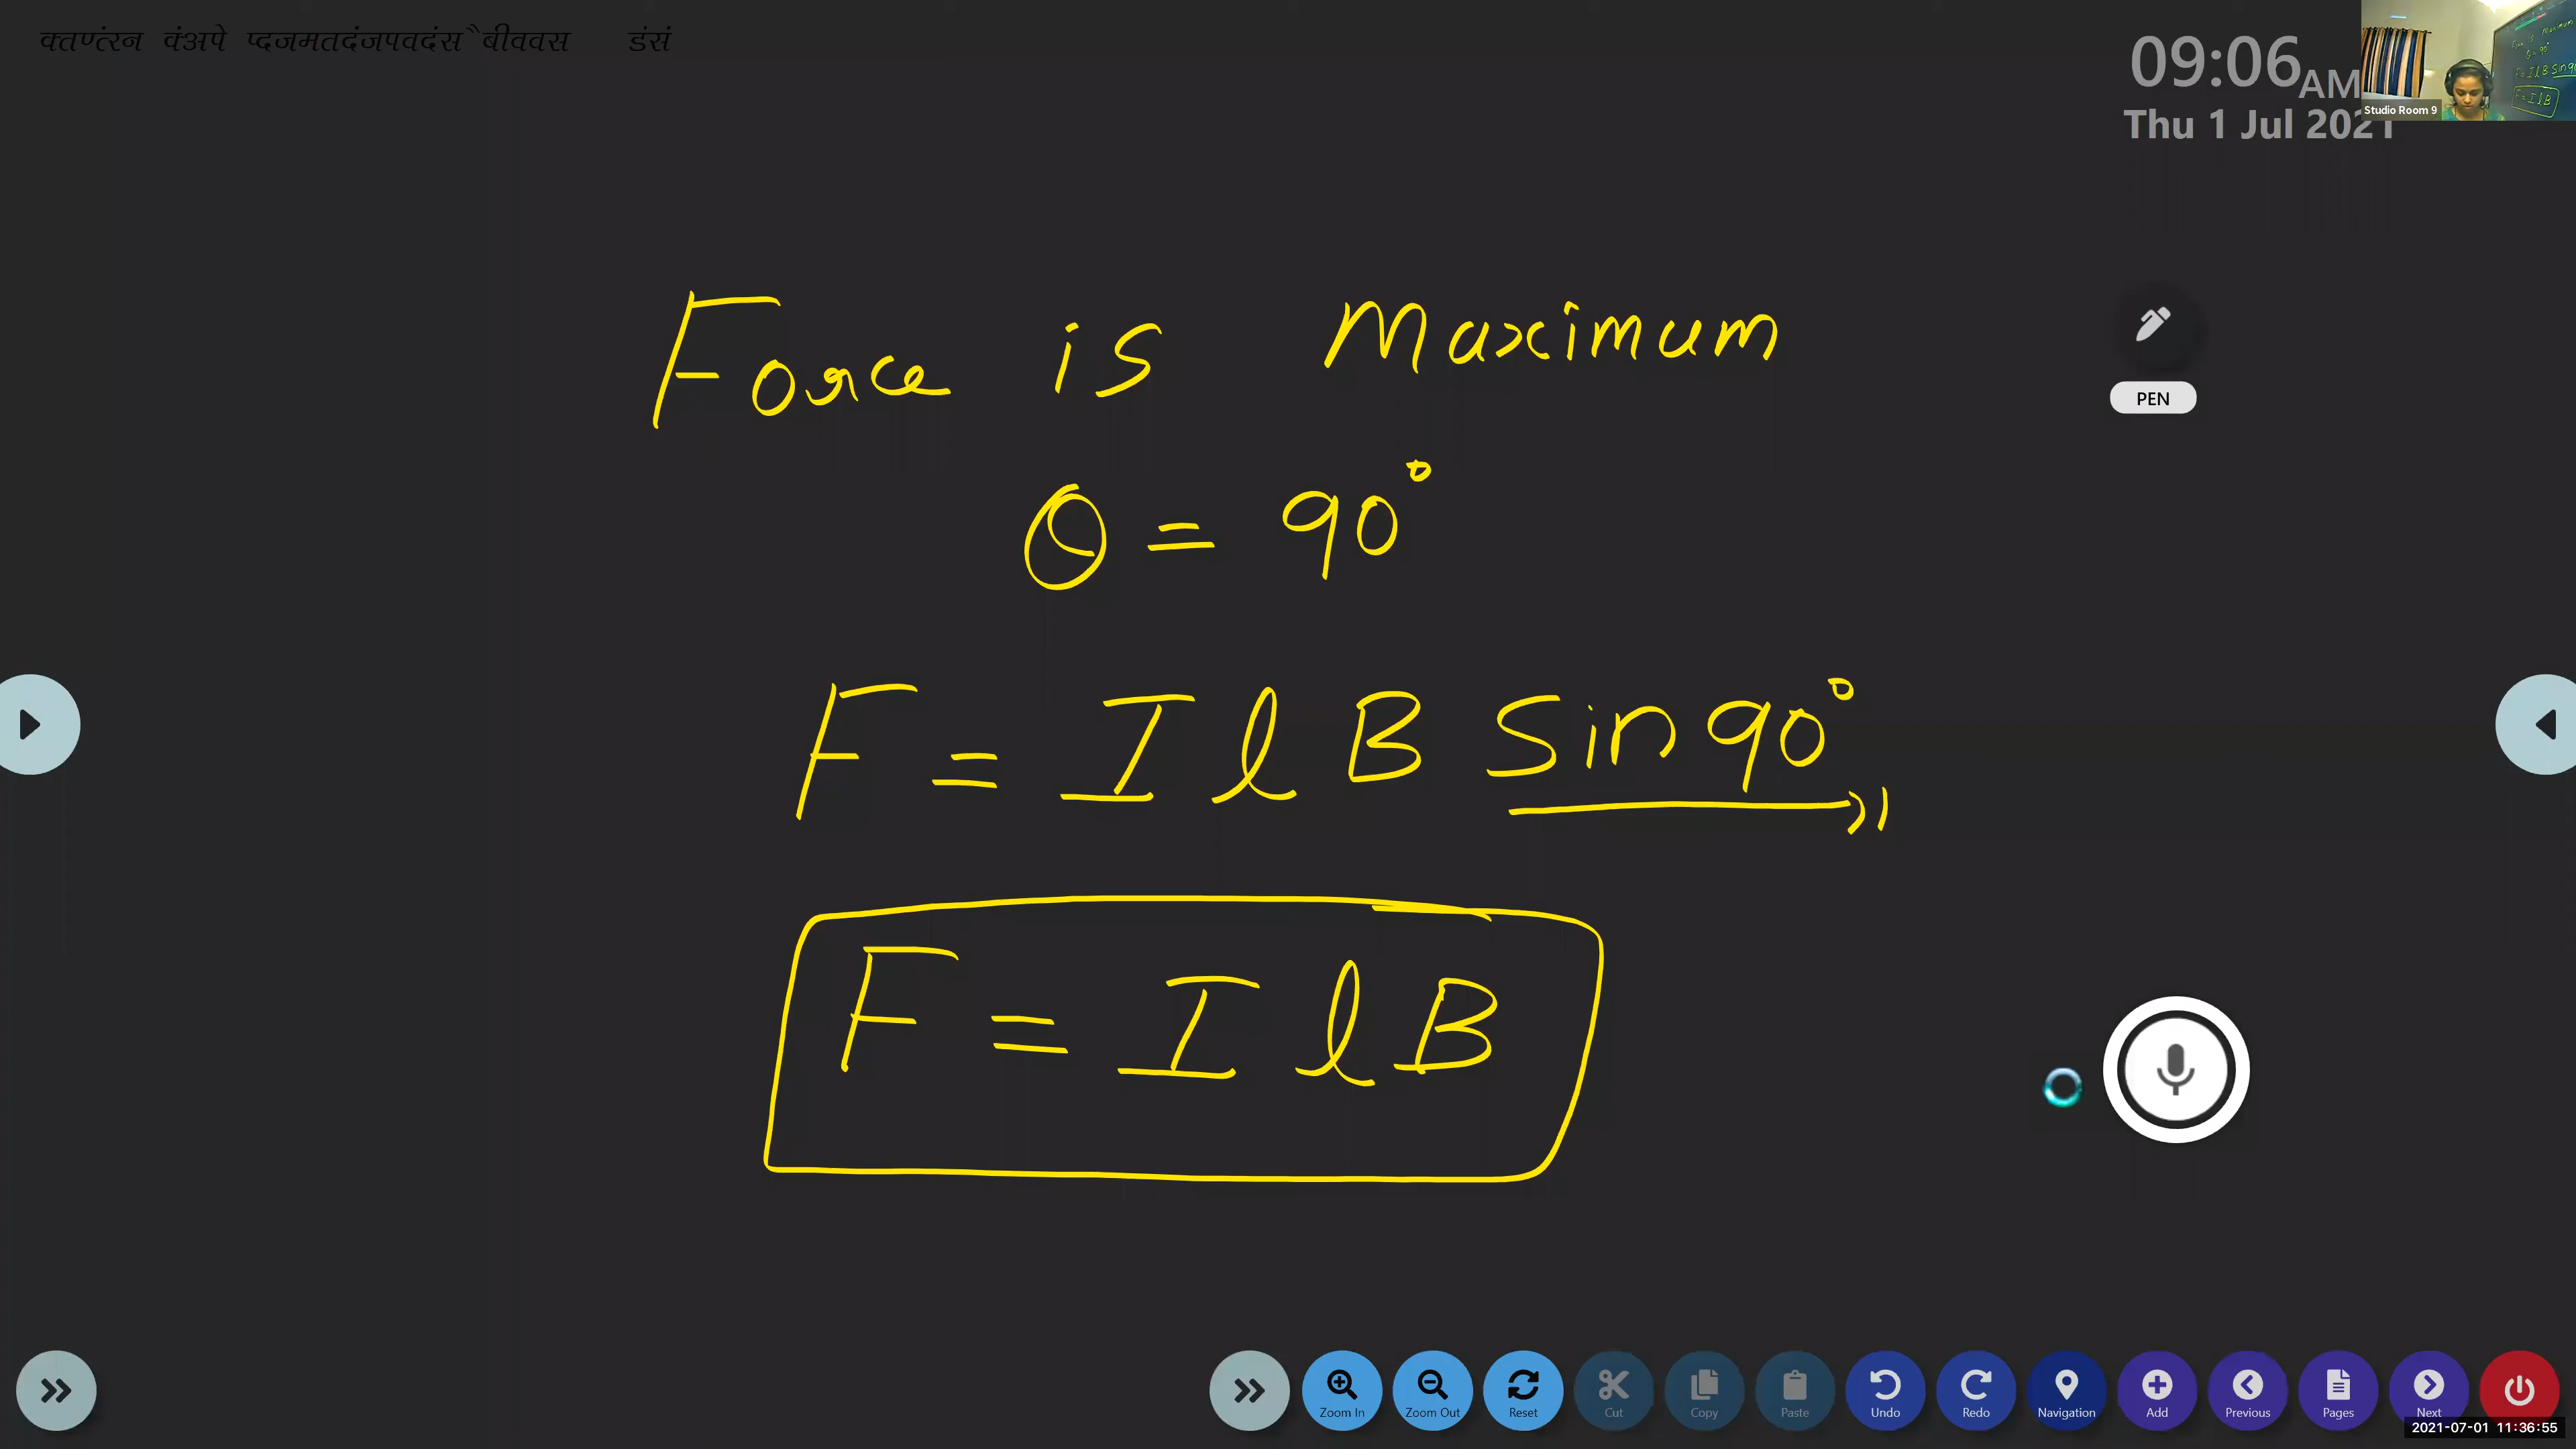 क्तण्ंरन क्ंअपे प्दजमतदंजपवदंस ैबीववस डंसं
09:06 AM
Thu 1 Jul 2021
Studio Room 9
Force is Maximum
PEN
θ = 90°
F = I l B Sin 90°
F = I l B
Zoom In Zoom Out Reset Cut Copy Paste Undo Redo Navigation Add Previous Pages Next
2021-07-01 11:36:55